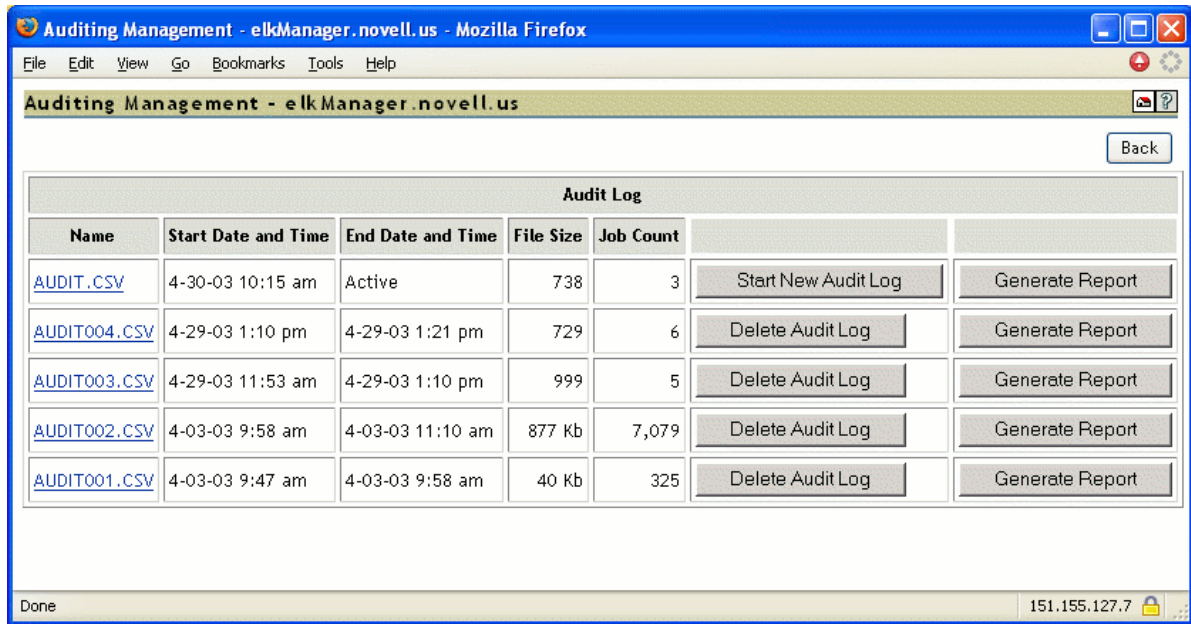 Auditing Management - elkManager.novell.us - Mozilla Firefox
File Edit View Go Bookmarks Tools Help
Auditing Management - elkManager.novell.us
Back
Audit Log
Name Start Date and Time End Date and Time File Size Job Count
AUDIT.CSV 4-30-03 10:15 am Active 738 3 Start New Audit Log Generate Report
AUDIT004.CSV 4-29-03 1:10 pm 4-29-03 1:21 pm 729 6 Delete Audit Log Generate Report
AUDIT003.CSV 4-29-03 11:53 am 4-29-03 1:10 pm 999 5 Delete Audit Log Generate Report
AUDIT002.CSV 4-03-03 9:58 am 4-03-03 11:10 am 877 Kb 7,079 Delete Audit Log Generate Report
AUDIT001.CSV 4-03-03 9:47 am 4-03-03 9:58 am 40 Kb 325 Delete Audit Log Generate Report
Done 151.155.127.7